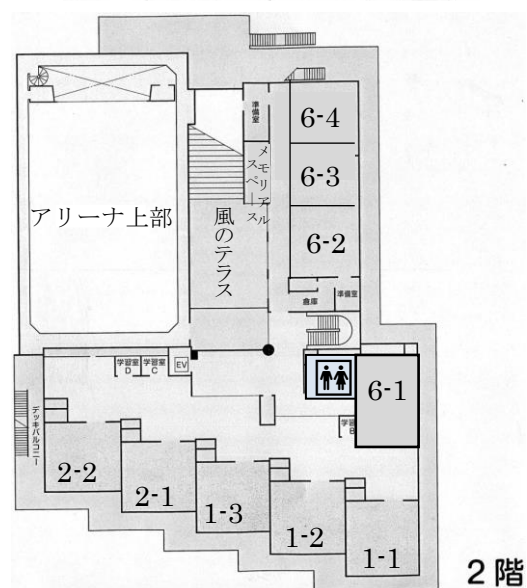 6-4
準備室
メモリアル
スペース
6-3
アリーナ上部
風のテラス
6-2
倉庫
準備室
学習室
D
学習室
C
EV
6-1
学習室
B
デッキバルコニー
2-2
2-1
1-3
1-2
1-1
2階